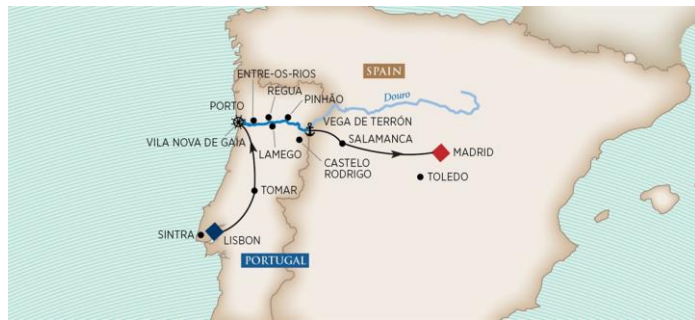 SPAIN
ENTRE-OS-RIOS
RÉGUA
PINHÃO
Douro
PORTO
VEGA DE TERRÓN
VILA NOVA DE GAIA
SALAMANCA
LAMEGO
MADRID
CASTELO
RODRIGO
TOLEDO
TOMAR
SINTRA
LISBON
PORTUGAL